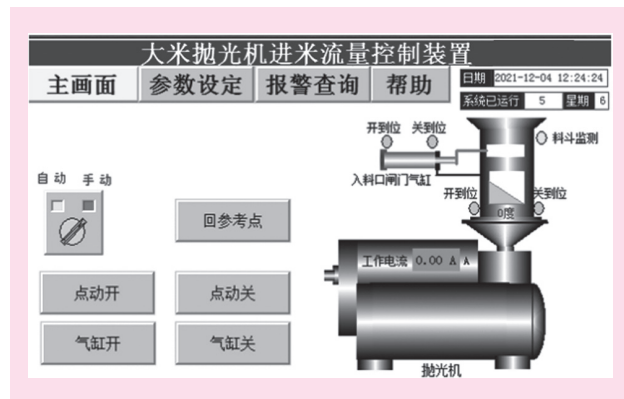 大米抛光机进米流量控制装置
主画面 参数设定 报警查询 帮助
日期 2021-12-04 12:24:24
系统已运行 5 星期 6
开到位 关到位
料斗监测
入料口闸门气缸
开到位 关到位
0度
自动 手动
回参考点
工作电流 0.00 A A
点动开 点动关
气缸开 气缸关
抛光机